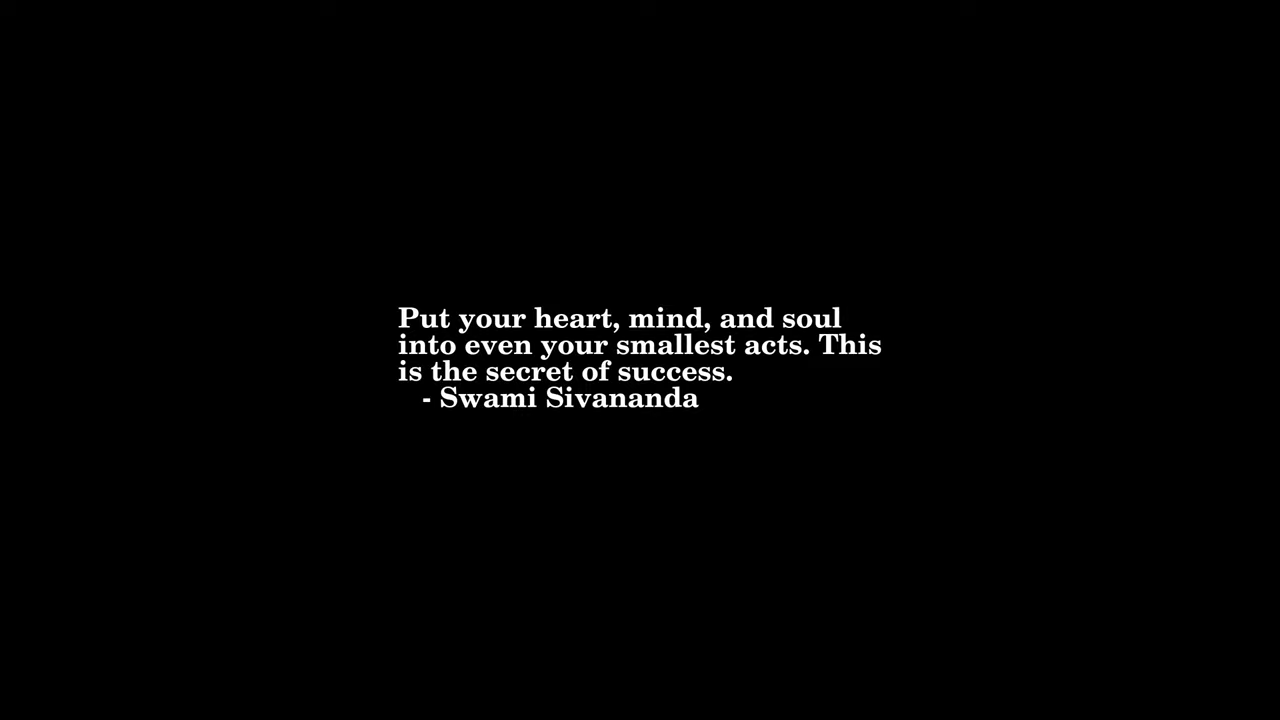 Put your heart, mind, and soul
into even your smallest acts. This
is the secret of success.
- Swami Sivananda